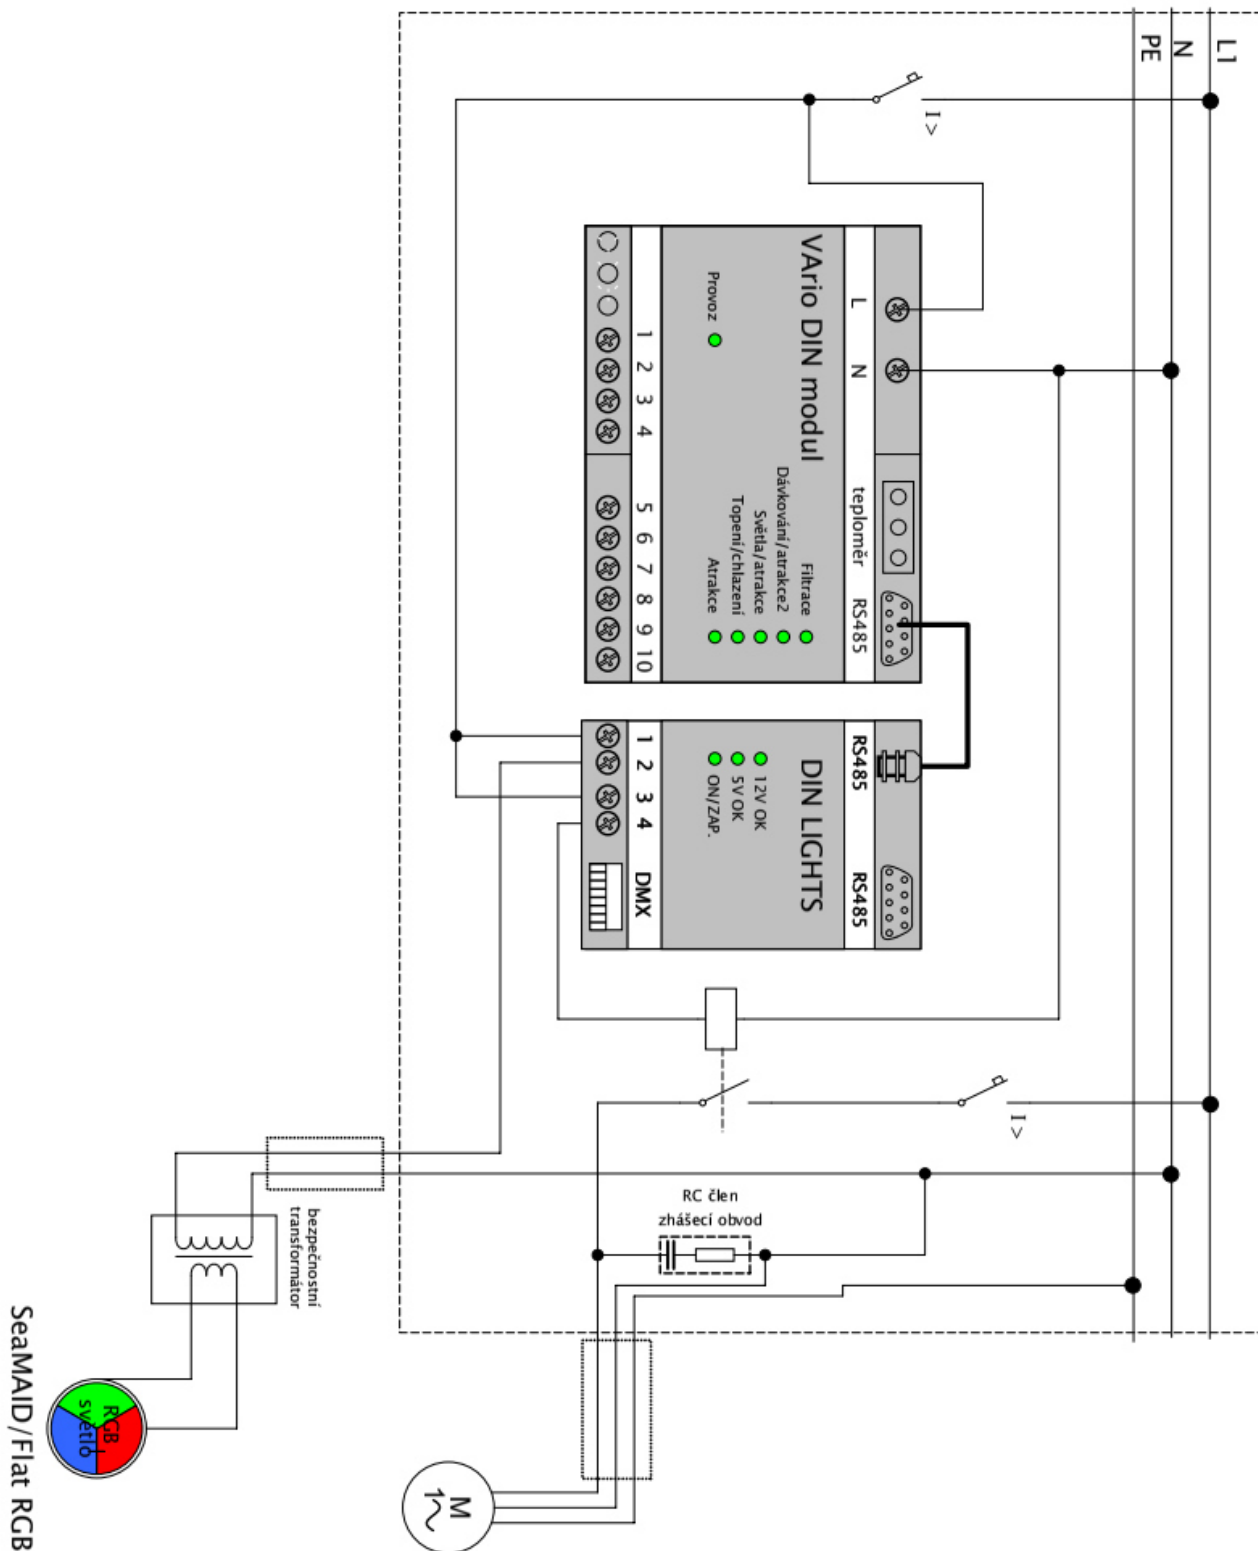 L1
N
PE
I >
VArio DIN modul
L
N
teploměr
RS485
Provoz
Filtrace
Dávkování/atrakce2
Světla/atrakce
Topení/chlazení
Atrakce
1 2 3 4
5 6 7 8 9 10
DIN LIGHTS
RS485
RS485
12V OK
5V OK
ON/ZAP.
1 2 3 4
DMX
I >
RC člen
zhášecí obvod
bezpečnostní
transformátor
RGB
světlo
SeaMAID/Flat RGB
M
1